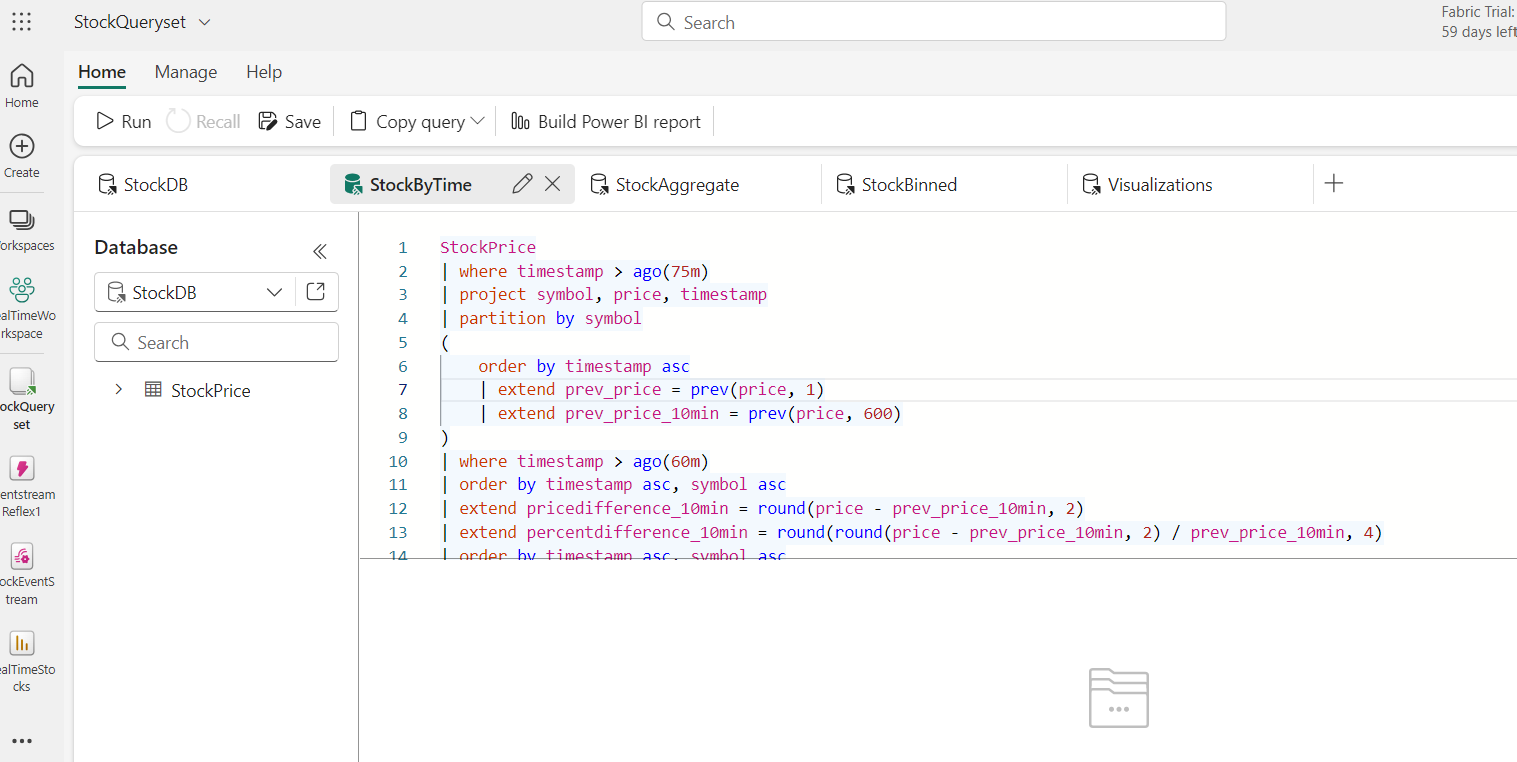 StockQueryset
Search
Fabric Trial:
59 days left
Home
Manage
Help
Run
Recall
Save
Copy query
Build Power BI report
Home
Create
orkspaces
ealTimeWo
rkspace
ockQuery
set
entstream
Reflex1
ockEventS
tream
ealTimeSto
cks
StockDB
StockByTime
StockAggregate
StockBinned
Visualizations
Database
StockDB
Search
StockPrice
1 StockPrice
2 | where timestamp > ago(75m)
3 | project symbol, price, timestamp
4 | partition by symbol
5 (
6 order by timestamp asc
7 | extend prev_price = prev(price, 1)
8 | extend prev_price_10min = prev(price, 600)
9 )
10 | where timestamp > ago(60m)
11 | order by timestamp asc, symbol asc
12 | extend pricedifference_10min = round(price - prev_price_10min, 2)
13 | extend percentdifference_10min = round(round(price - prev_price_10min, 2) / prev_price_10min, 4)
14 | order by timestamp asc, symbol asc